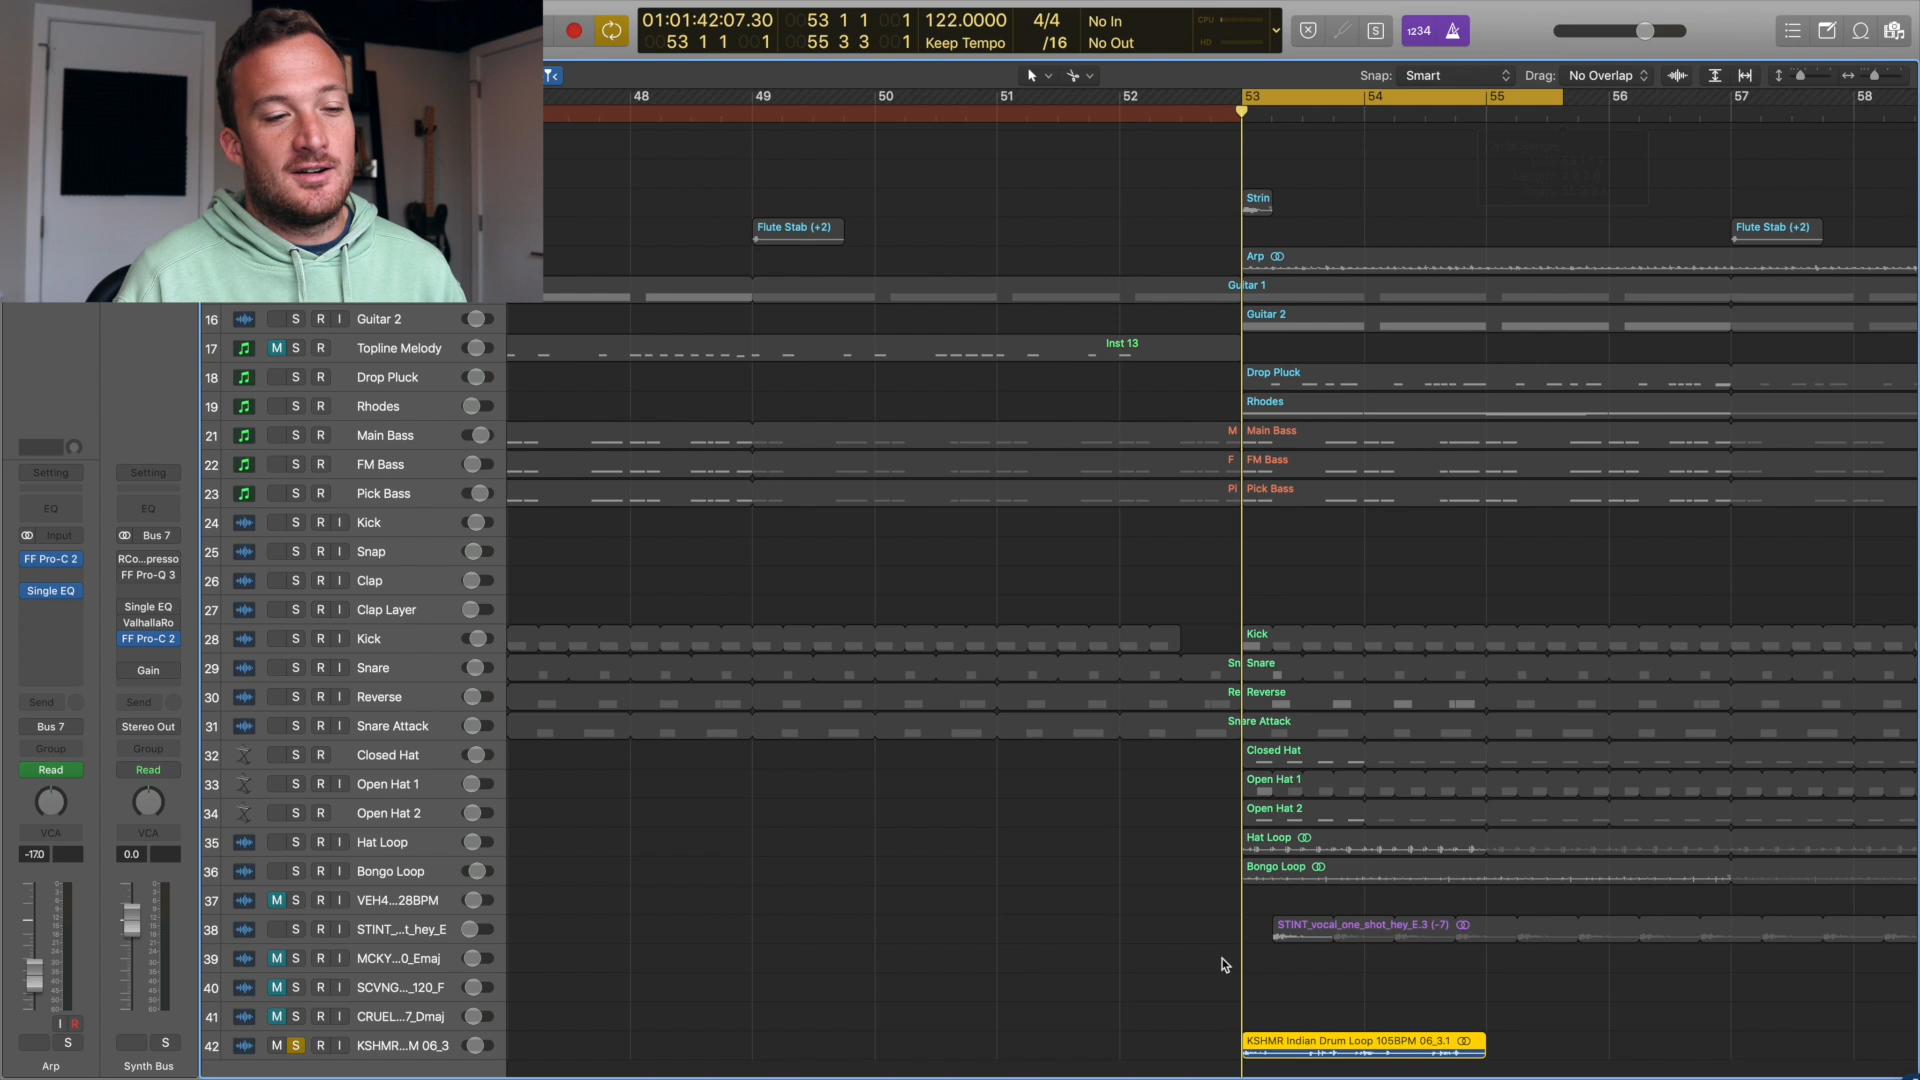 01:01:42:07.30
0053 1 1 001
122.0000
4/4
No In
CPU
0053 1 1 001
0055 3 3 001
Keep Tempo
/16
No Out
HD
S
1234
Snap: Smart
Drag: No Overlap
48 49 50 51 52 53 54 55 56 57 58
Strin
Flute Stab (+2)
Flute Stab (+2)
Arp
Guitar 1
16 S R I Guitar 2
Guitar 2
17 M S R Topline Melody
Inst 13
18 S R Drop Pluck
Drop Pluck
19 S R Rhodes
Rhodes
21 S R Main Bass
M Main Bass
22 S R FM Bass
F FM Bass
23 S R Pick Bass
Pi Pick Bass
24 S R I Kick
25 S R I Snap
26 S R I Clap
27 S R I Clap Layer
28 S R I Kick
Kick
29 S R I Snare
Sn Snare
30 S R I Reverse
Re Reverse
31 S R I Snare Attack
Snare Attack
32 S R Closed Hat
Closed Hat
33 S R I Open Hat 1
Open Hat 1
34 S R Open Hat 2
Open Hat 2
35 S R I Hat Loop
Hat Loop
36 S R I Bongo Loop
Bongo Loop
37 M S R I VEH4...28BPM
38 S R I STINT_...t_hey_E
STINT_vocal_one_shot_hey_E.3 (-7)
39 M S R I MCKY...0_Emaj
40 M S R I SCVNG..._120_F
41 M S R I CRUEL...7_Dmaj
42 M S R I KSHMR...M 06_3
KSHMR Indian Drum Loop 105BPM 06_3.1
Setting
EQ
Input
FF Pro-C 2
Single EQ
Send
Bus 7
Group
Read
VCA
-17.0
I R
S
Arp
Setting
EQ
Bus 7
RCo...presso
FF Pro-Q 3
Single EQ
ValhallaRo
FF Pro-C 2
Gain
Send
Stereo Out
Group
Read
VCA
0.0
S
Synth Bus